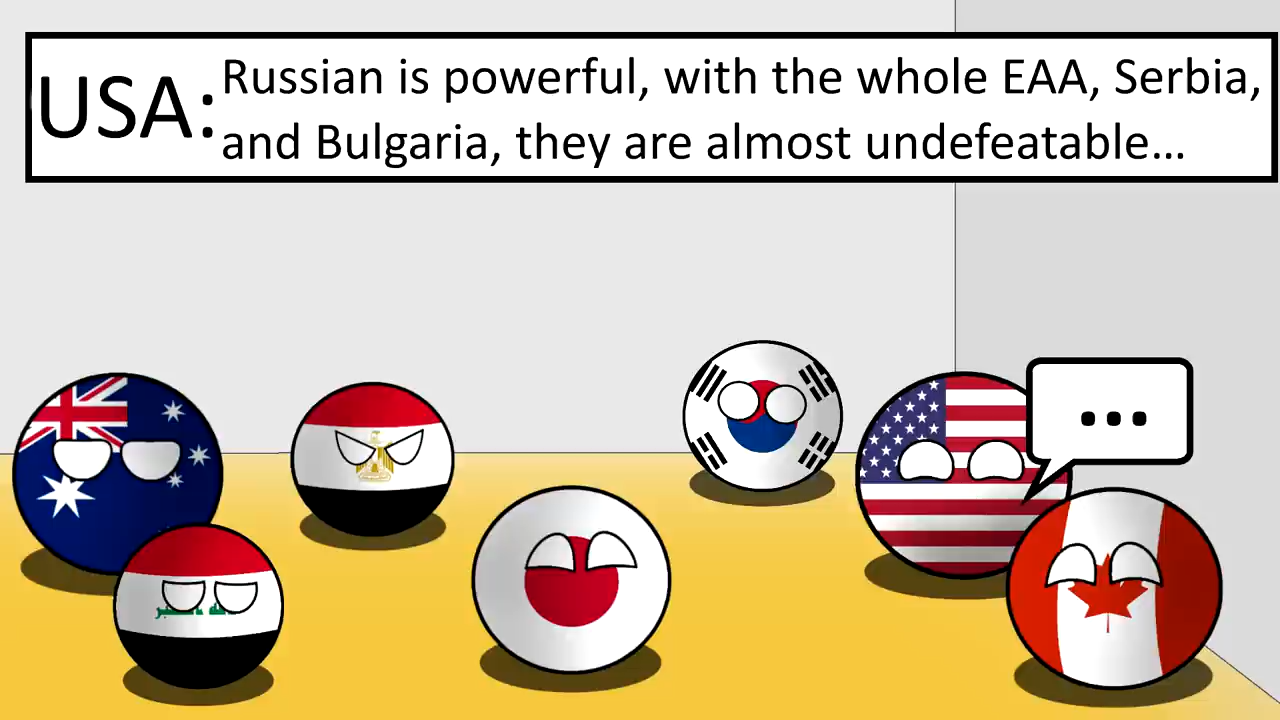 USA:
Russian is powerful, with the whole EAA, Serbia,
and Bulgaria, they are almost undefeatable...
...